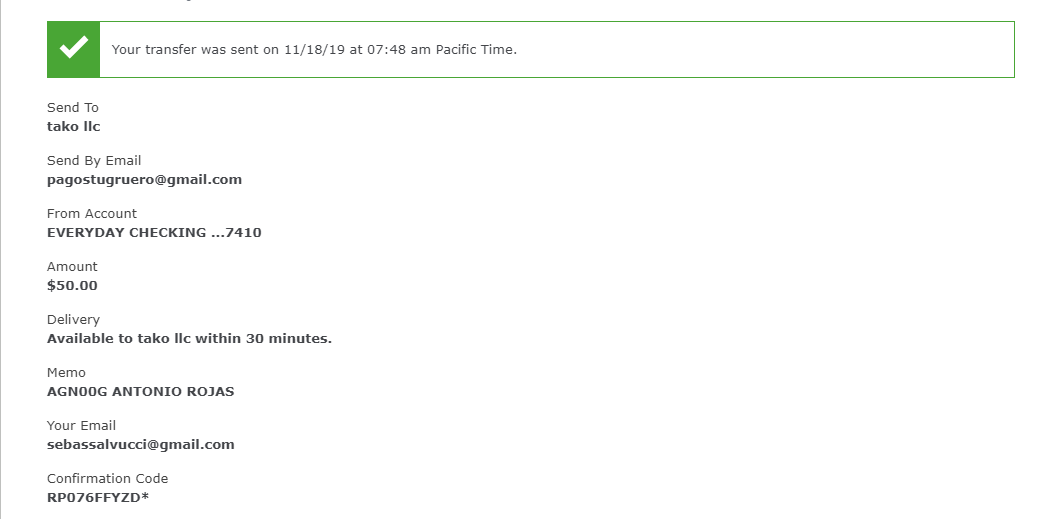 Your transfer was sent on 11/18/19 at 07:48 am Pacific Time.
Send To
tako llc
Send By Email
pagostugruero@gmail.com
From Account
EVERYDAY CHECKING ...7410
Amount
$50.00
Delivery
Available to tako llc within 30 minutes.
Memo
AGN00G ANTONIO ROJAS
Your Email
sebassalvucci@gmail.com
Confirmation Code
RP076FFYZD*